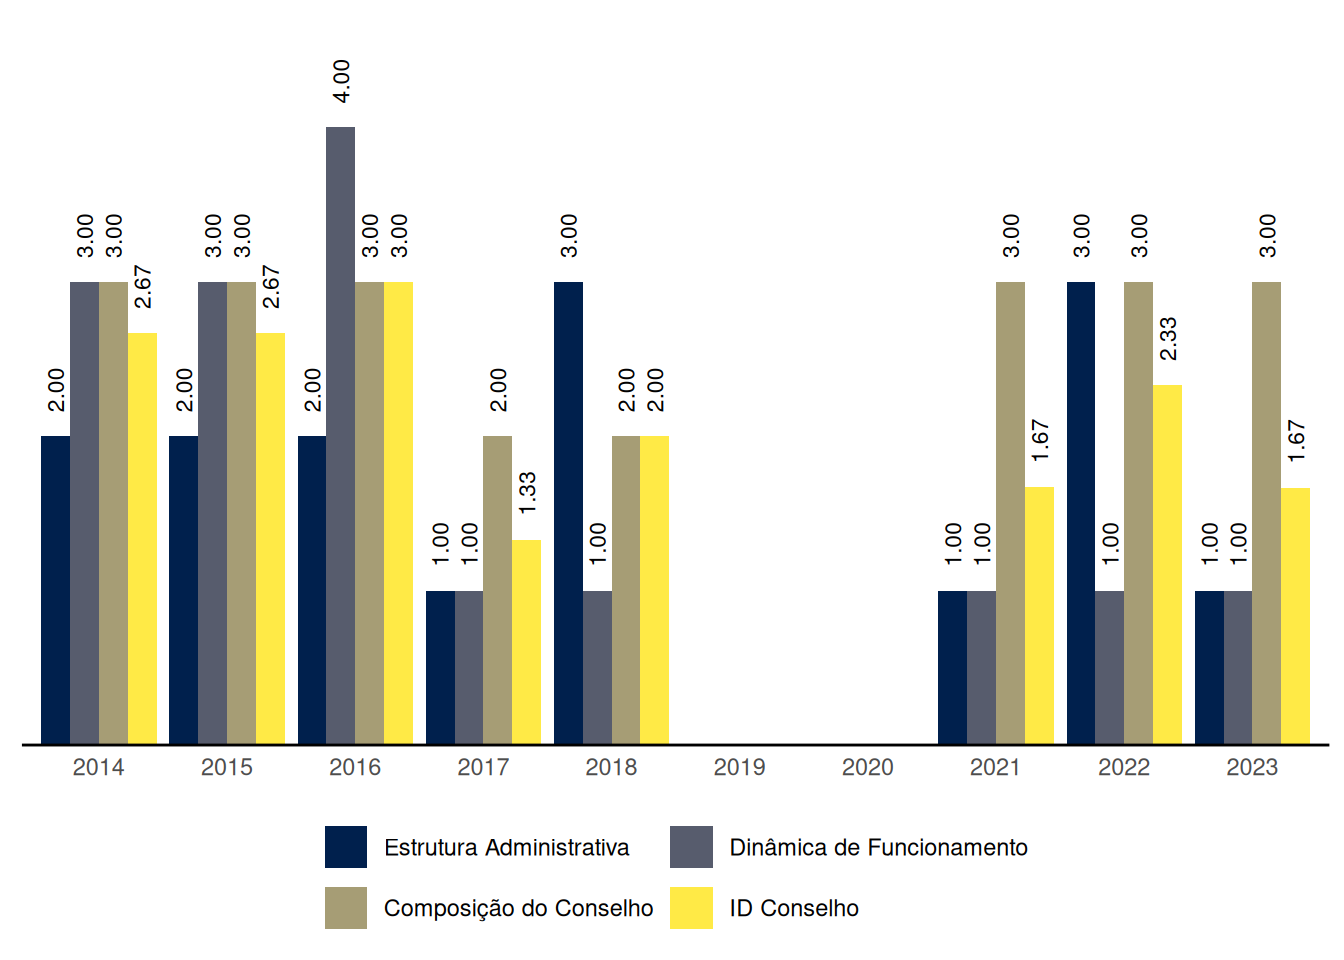 4.00
3.00 3.00 3.00 3.00 3.00 3.00 3.00 3.00 3.00 3.00 3.00
2.67 2.67
2.33
2.00 2.00 2.00 2.00 2.00 2.00
1.67 1.67
1.33
1.00 1.00 1.00 1.00 1.00 1.00 1.00 1.00
2014 2015 2016 2017 2018 2019 2020 2021 2022 2023
Estrutura Administrativa Dinâmica de Funcionamento
Composição do Conselho ID Conselho